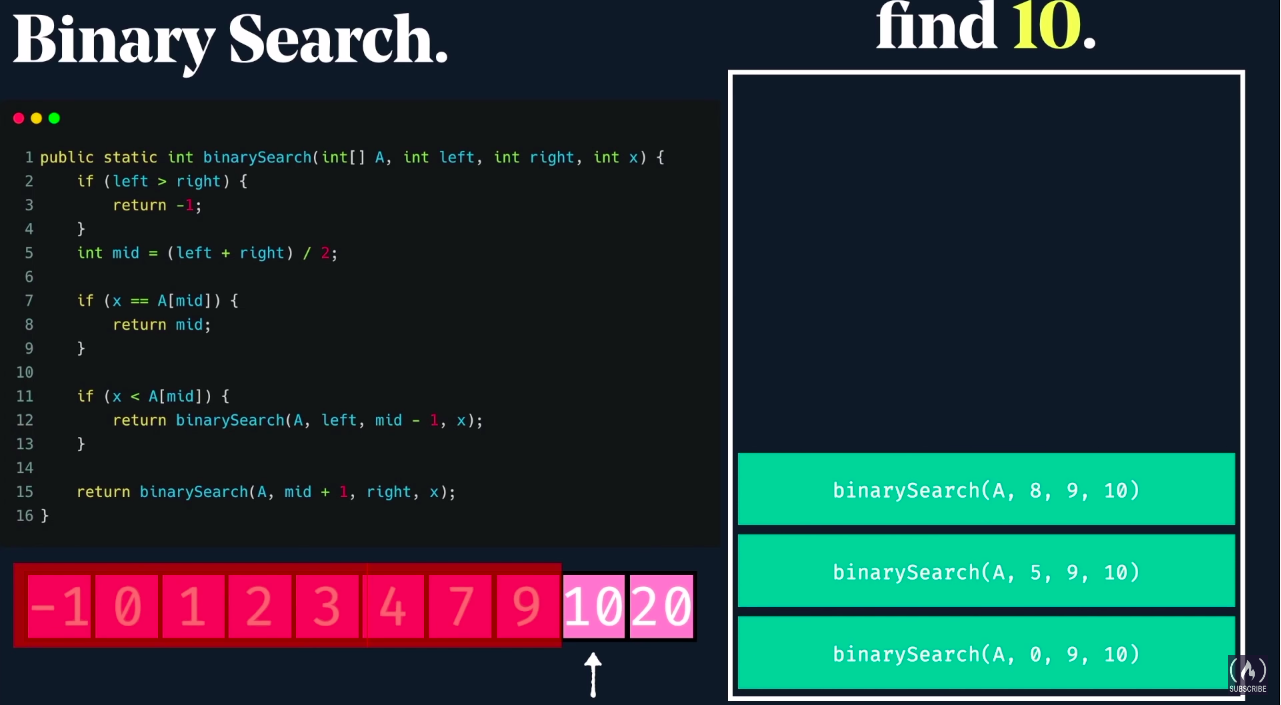 Binary Search.
find 10.
1 public static int binarySearch(int[] A, int left, int right, int x) {
2     if (left > right) {
3         return -1;
4     }
5     int mid = (left + right) / 2;
6
7     if (x == A[mid]) {
8         return mid;
9     }
10
11     if (x < A[mid]) {
12         return binarySearch(A, left, mid - 1, x);
13     }
14
15     return binarySearch(A, mid + 1, right, x);
16 }
-1 0 1 2 3 4 7 9 10 20
binarySearch(A, 8, 9, 10)
binarySearch(A, 5, 9, 10)
binarySearch(A, 0, 9, 10)
SUBSCRIBE